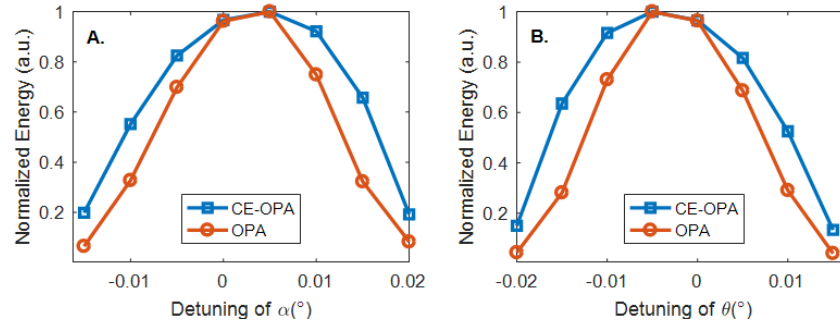 A.
Normalized Energy (a.u.)
1
0.8
0.6
0.4
0.2
CE-OPA
OPA
-0.01
0
0.01
0.02
Detuning of α(°)
B.
Normalized Energy (a.u.)
1
0.8
0.6
0.4
0.2
CE-OPA
OPA
-0.02
-0.01
0
0.01
Detuning of θ(°)